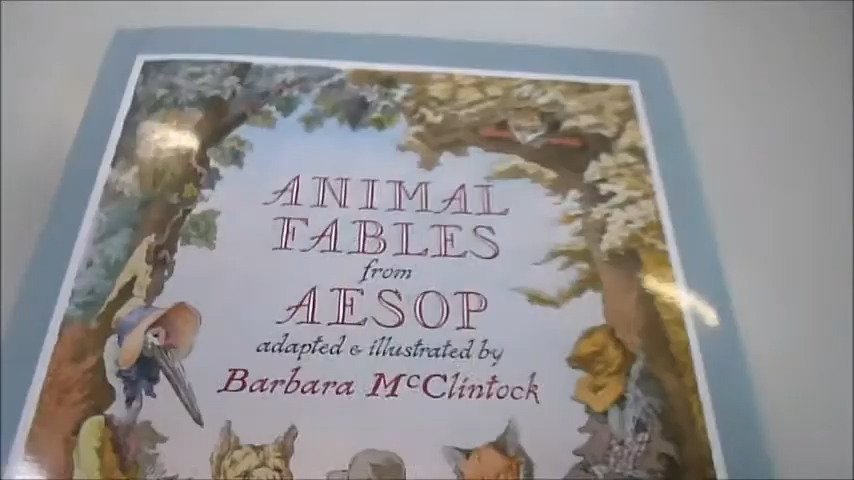 ANIMAL
FABLES
from
AESOP
adapted & illustrated by
Barbara McClintock